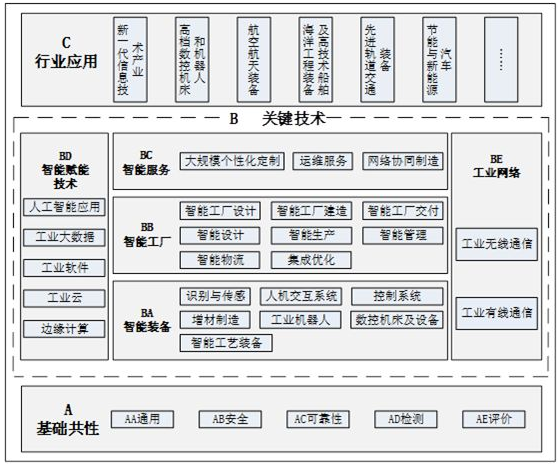 C
行业应用
新一代信息技
术产业
高档数控机床
和机器人
航空航天装备
海洋工程装备
及高技术船舶
先进轨道交通
装备
节能与新能源
汽车
……
B 关键技术
BD
智能赋能
技术
人工智能应用
工业大数据
工业软件
工业云
边缘计算
BC
智能服务
大规模个性化定制
运维服务
网络协同制造
BB
智能工厂
智能工厂设计
智能工厂建造
智能工厂交付
智能设计
智能生产
智能管理
智能物流
集成优化
BA
智能装备
识别与传感
人机交互系统
控制系统
增材制造
工业机器人
数控机床及设备
智能工艺装备
BE
工业网络
工业无线通信
工业有线通信
A
基础共性
AA通用
AB安全
AC可靠性
AD检测
AE评价